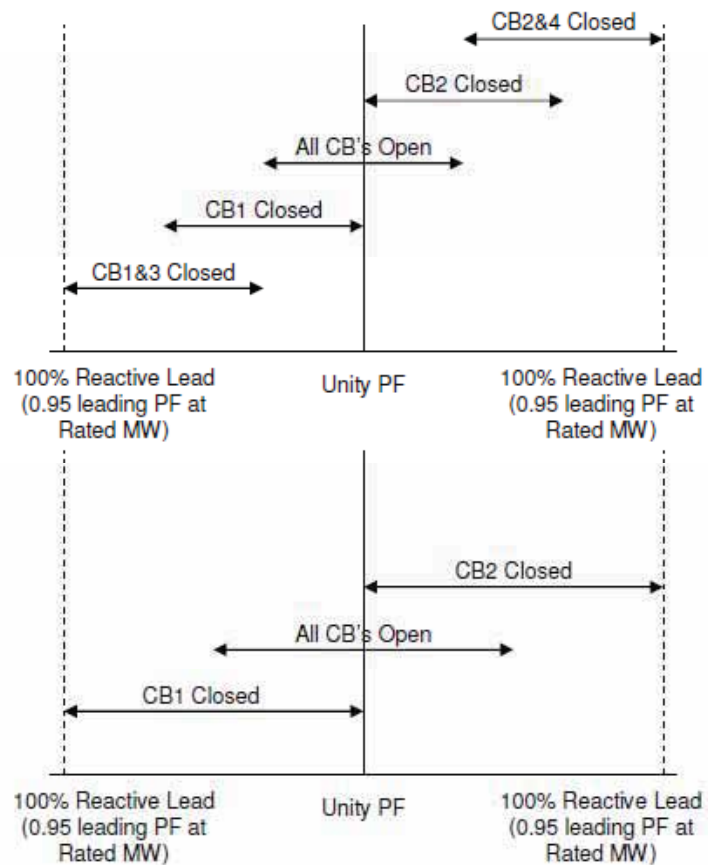 CB2&4 Closed
CB2 Closed
All CB's Open
CB1 Closed
CB1&3 Closed
100% Reactive Lead
(0.95 leading PF at
Rated MW)
Unity PF
100% Reactive Lead
(0.95 leading PF at
Rated MW)
CB2 Closed
All CB's Open
CB1 Closed
100% Reactive Lead
(0.95 leading PF at
Rated MW)
Unity PF
100% Reactive Lead
(0.95 leading PF at
Rated MW)